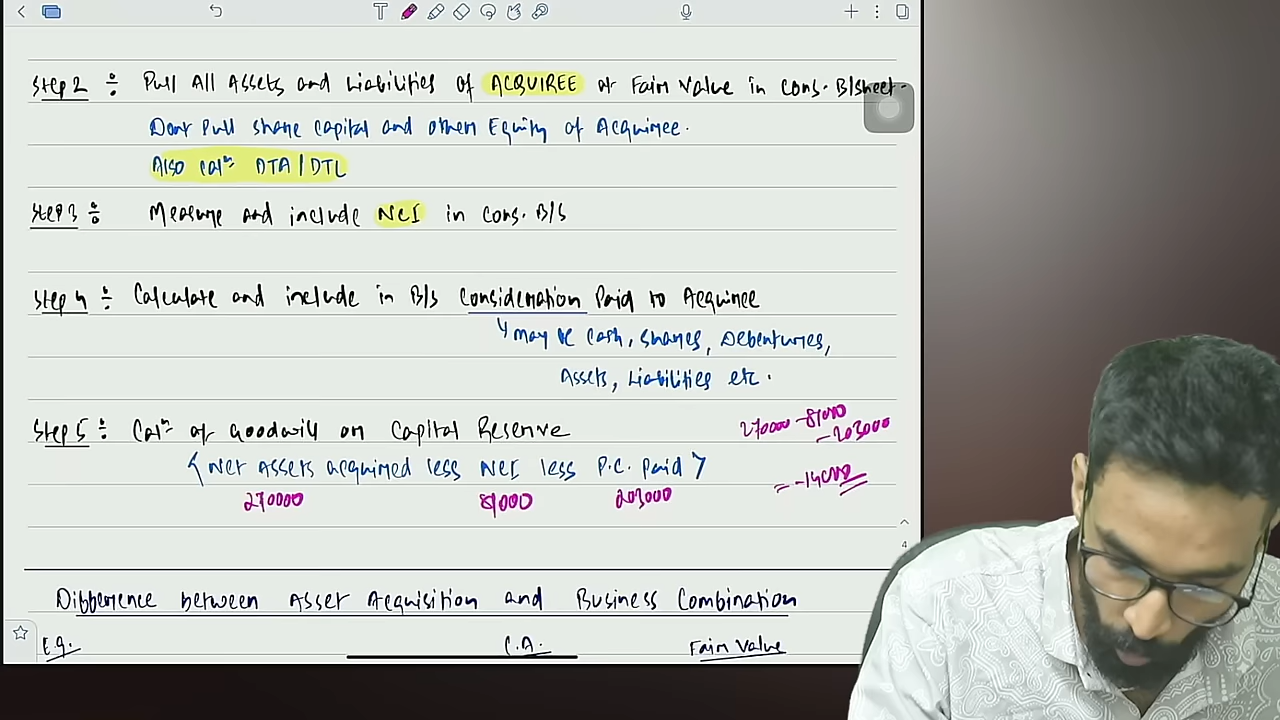 Step 2 : Pull All Assets and Liabilities of ACQUIREE at Fair Value in Cons. B/Sheet.
Dont Pull Share Capital and other Equity of Acquiree.
Also Calⁿ DTA/DTL
Step 3 : Measure and include NCI in Cons. B/S
Step 4 : Calculate and include in B/S Consideration Paid to Acquiree
↳ may be Cash, Shares, Debentures,
Assets, Liabilities etc.
Step 5 : Calⁿ of Goodwill or Capital Reserve
< Net Assets acquired less NCI less P.C. Paid >
270000 81000 203000
270000 - 81000
- 203000
= -14000
4
Difference between Asset Acquisition and Business Combination
E.g. C.A. Fair Value